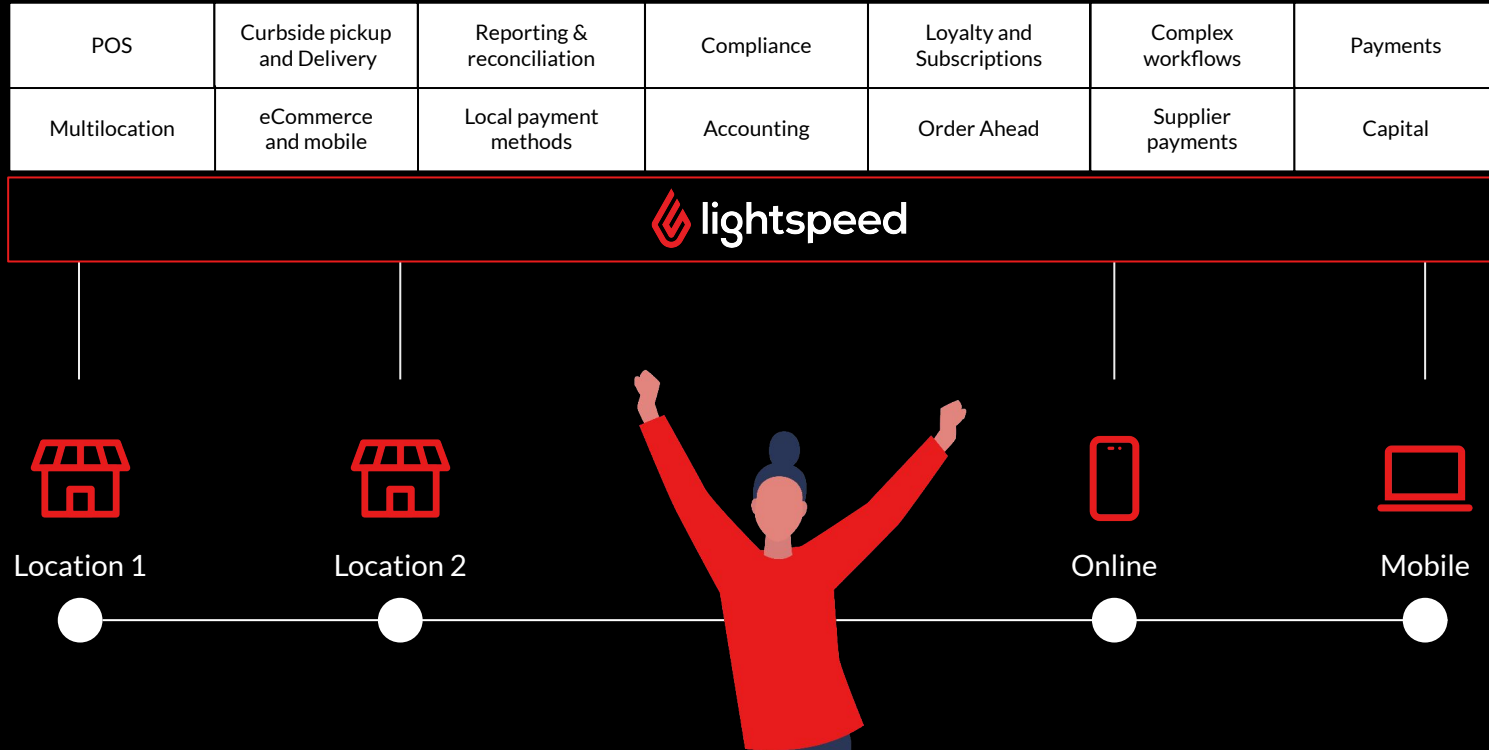 POS
Curbside pickup
and Delivery
Reporting &
reconciliation
Compliance
Loyalty and
Subscriptions
Complex
workflows
Payments
Multilocation
eCommerce
and mobile
Local payment
methods
Accounting
Order Ahead
Supplier
payments
Capital
lightspeed
Location 1
Location 2
Online
Mobile